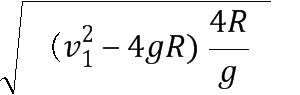 √((v₁² − 4gR) 4R/g)